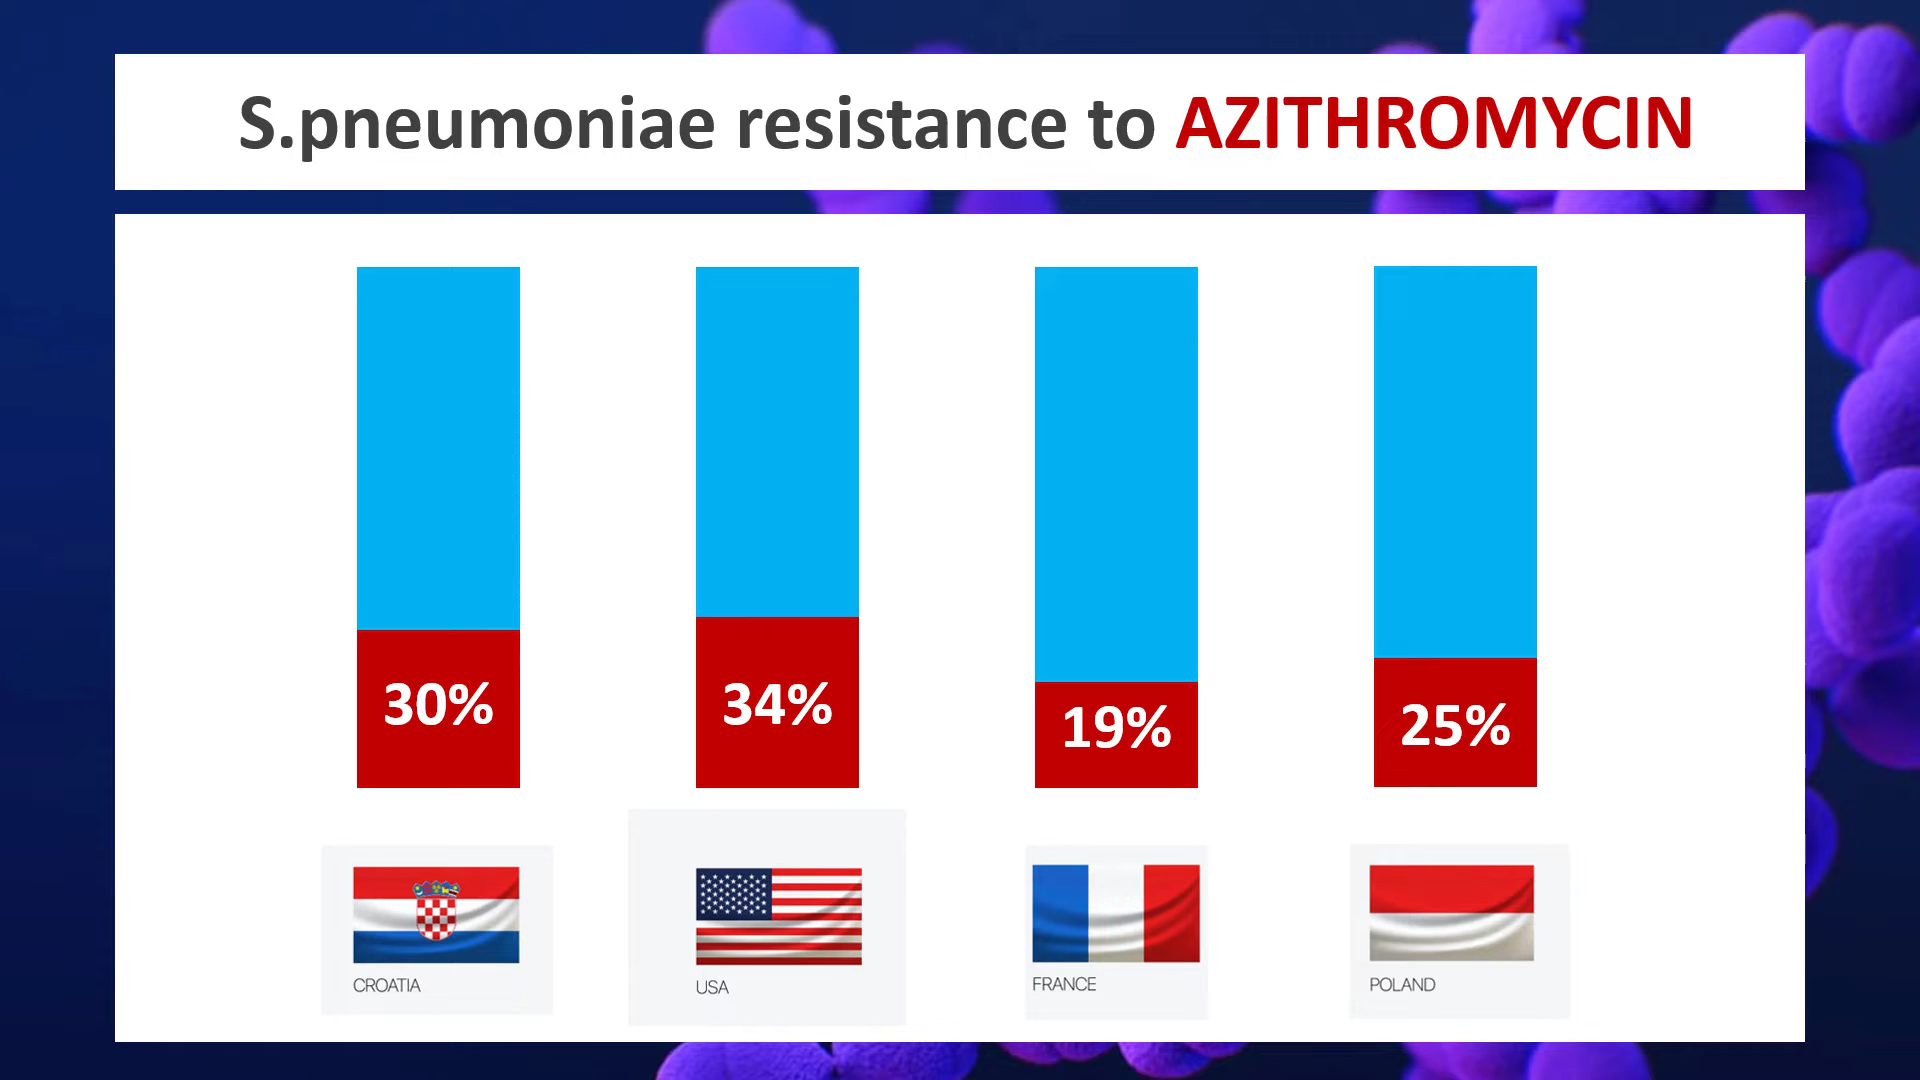 S.pneumoniae resistance to AZITHROMYCIN
30%
34%
19%
25%
CROATIA
USA
FRANCE
POLAND